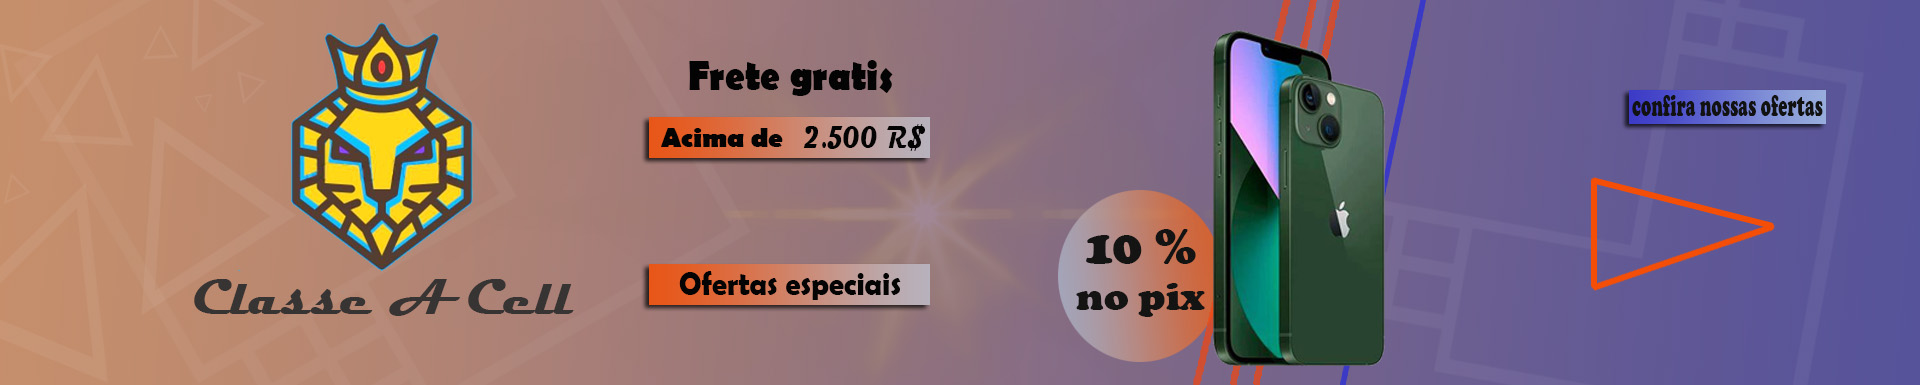 Classe A Cell
Frete gratis
Acima de 2.500 R$
Ofertas especiais
10 %
no pix
confira nossas ofertas